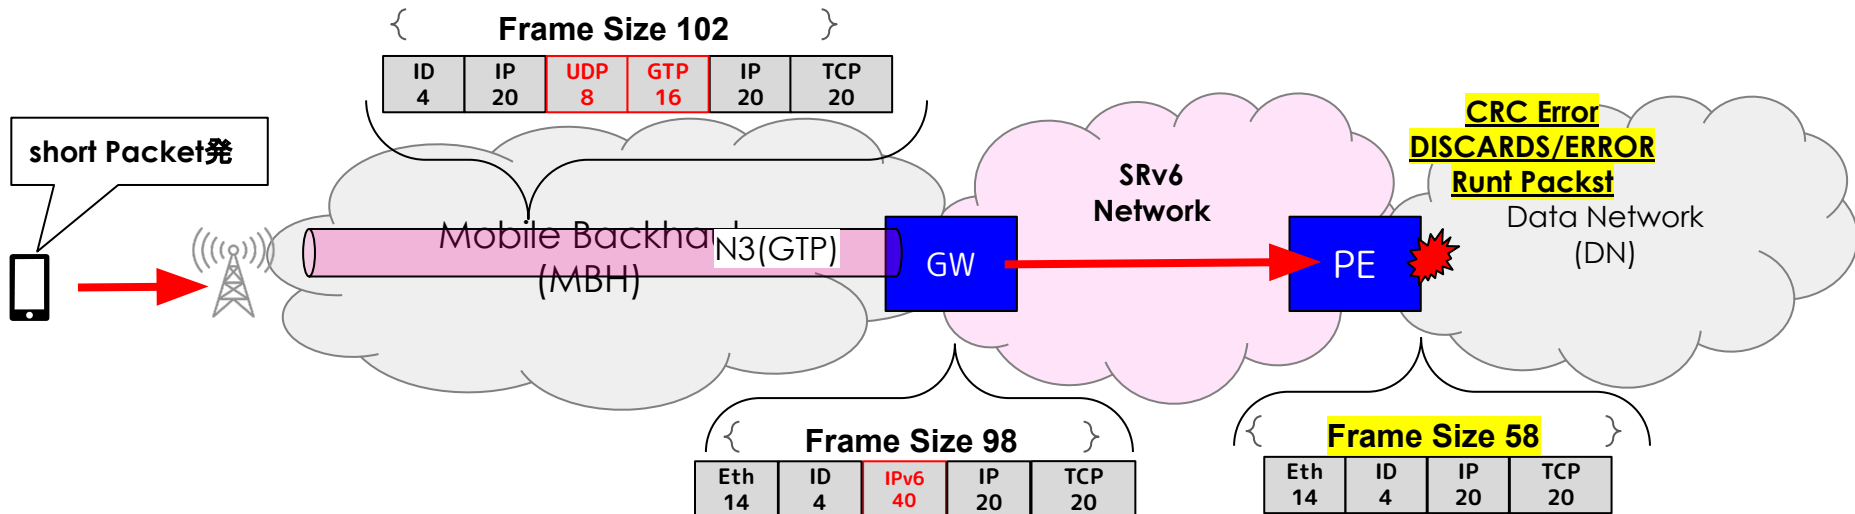 { Frame Size 102 }
ID IP UDP GTP IP TCP
4 20 8 16 20 20
short Packet発
CRC Error
DISCARDS/ERROR
Runt Packst
SRv6
Network
Data Network
(DN)
Mobile Backhau
N3(GTP)
(MBH)
GW
PE
{ Frame Size 98 }
Eth ID IPv6 IP TCP
14 4 40 20 20
{ Frame Size 58 }
Eth ID IP TCP
14 4 20 20